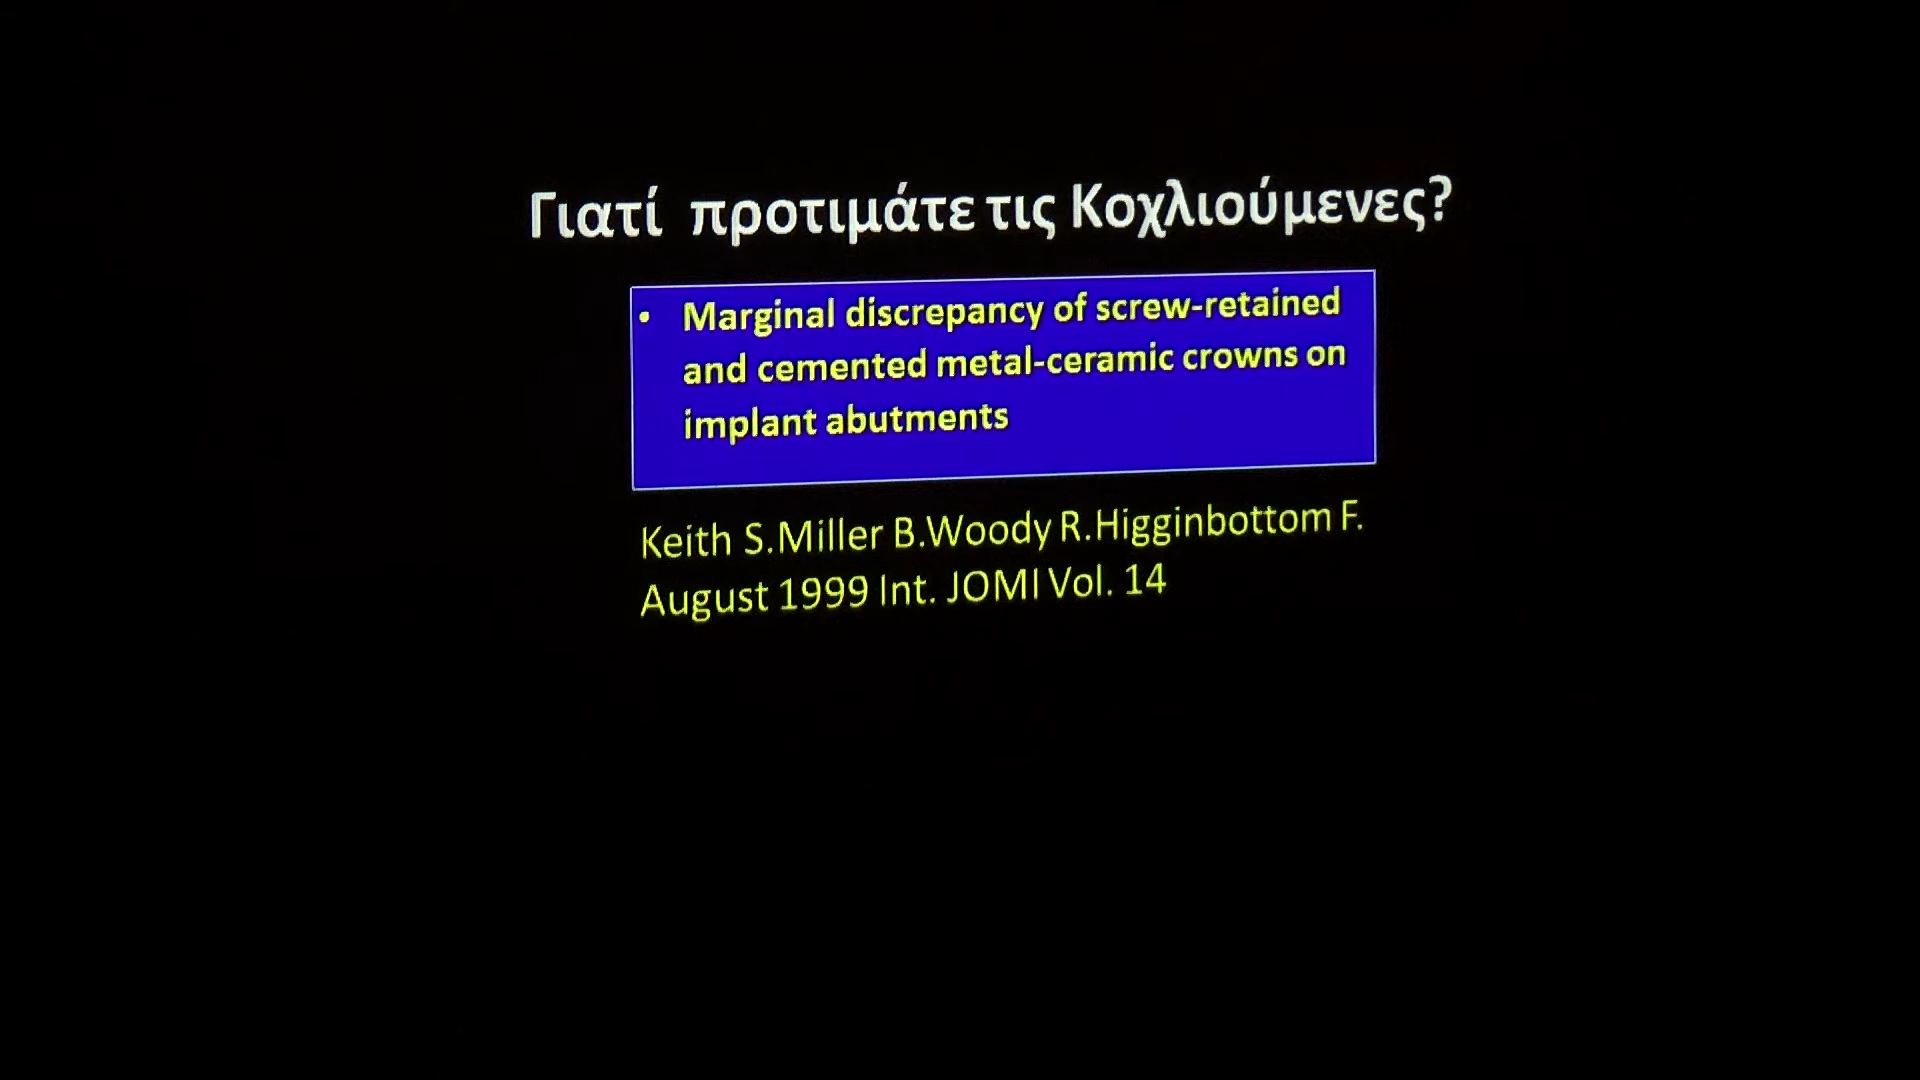 Γιατί προτιμάτε τις Κοχλιούμενες?
• Marginal discrepancy of screw-retained
and cemented metal-ceramic crowns on
implant abutments
Keith S.Miller B.Woody R.Higginbottom F.
August 1999 Int. JOMI Vol. 14